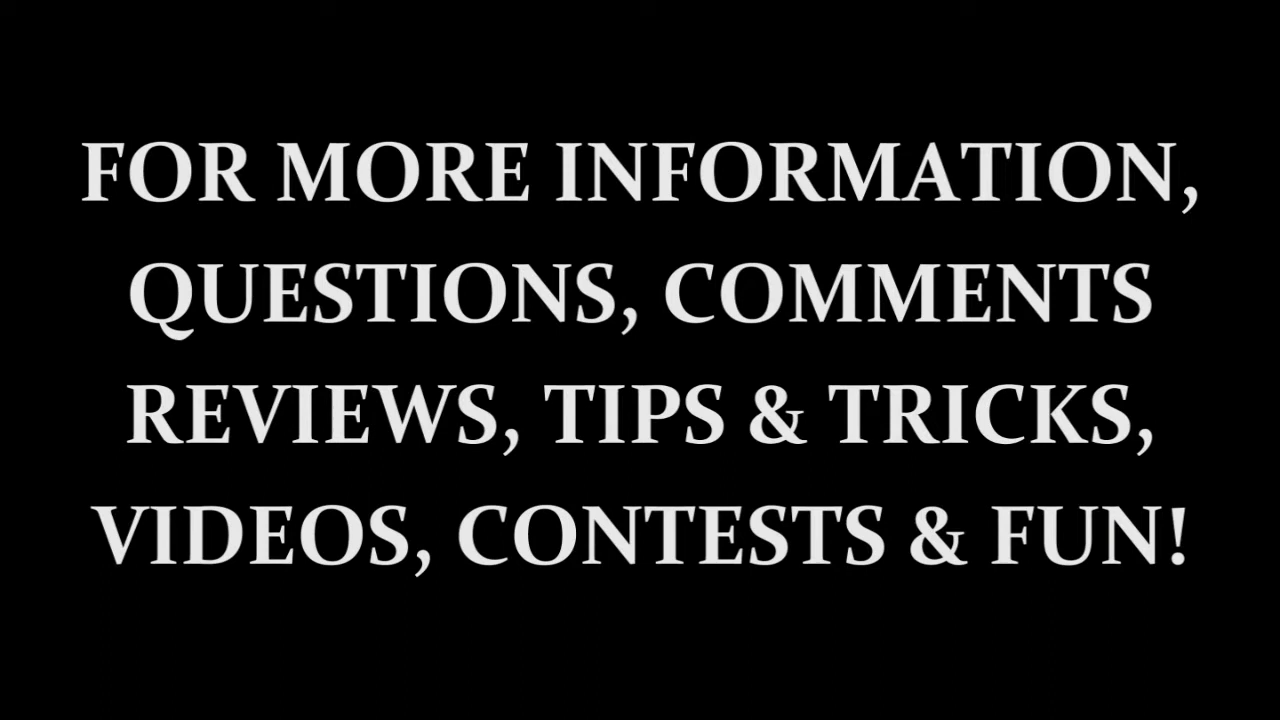 FOR MORE INFORMATION,
QUESTIONS, COMMENTS
REVIEWS, TIPS & TRICKS,
VIDEOS, CONTESTS & FUN!